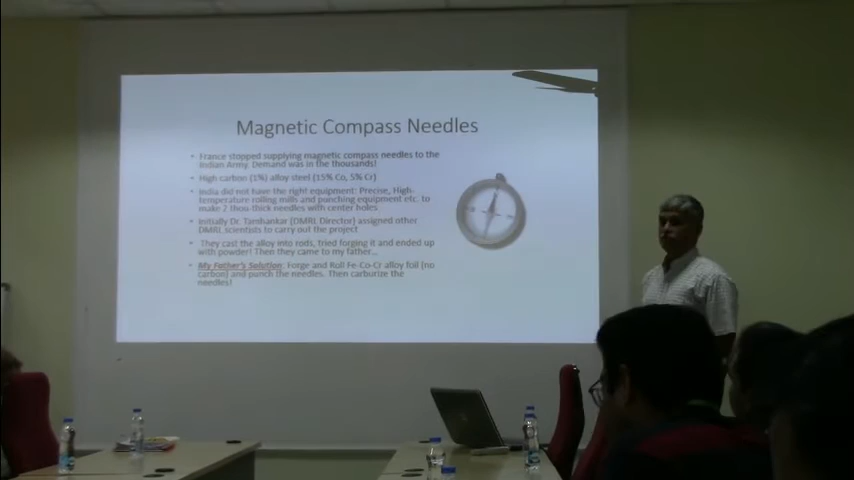 Magnetic Compass Needles
• France stopped supplying magnetic compass needles to the
Indian Army. Demand was in the thousands!
• High carbon (1%) alloy steel (15% Co, 5% Cr)
• India did not have the right equipment: Precise, High-
temperature rolling mills and punching equipment etc. to
make 2 thou-thick needles with center holes.
• Initially Dr. Tamhankar (DMRL Director) assigned other
DMRL scientists to carry out the project
• They cast the alloy into rods, tried forging it and ended up
with powder! Then they came to my father...
• My Father's Solution: Forge and Roll Fe-Co-Cr alloy foil (no
carbon) and punch the needles. Then carburize the
needles!